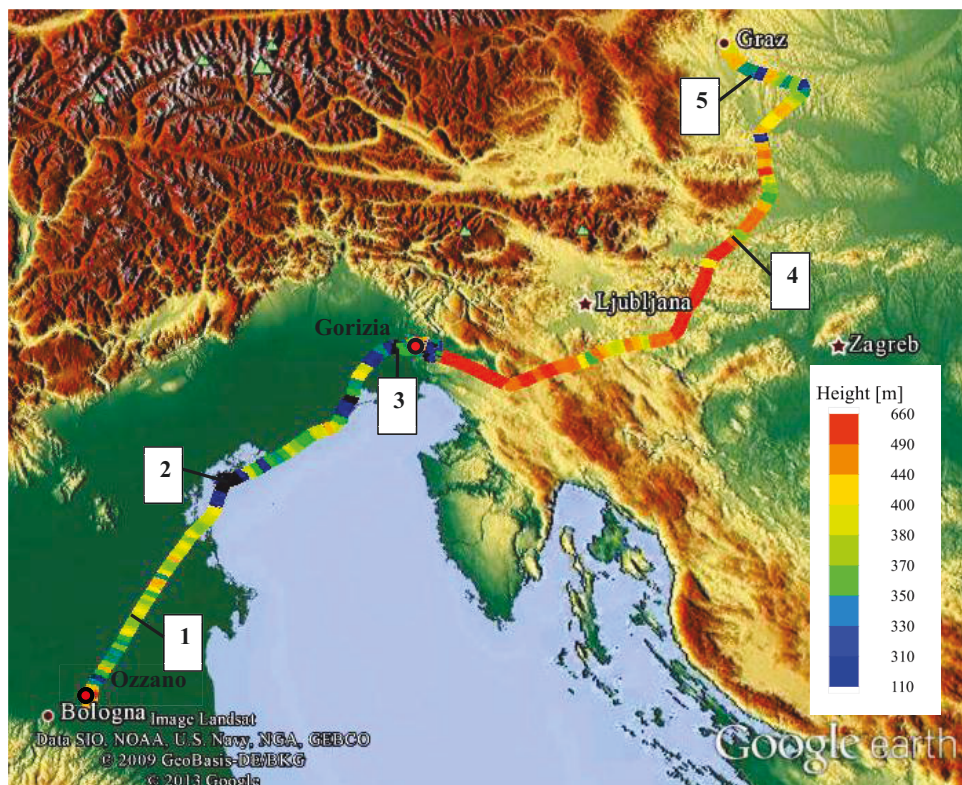 Graz
5
4
Ljubljana
Gorizia
Zagreb
3
Height [m]
660
490
440
400
380
370
350
330
310
110
2
1
Ozzano
Bologna
Image Landsat
Data SIO, NOAA, U.S. Navy, NGA, GEBCO
© 2009 GeoBasis-DE/BKG
© 2013 Google
Google earth